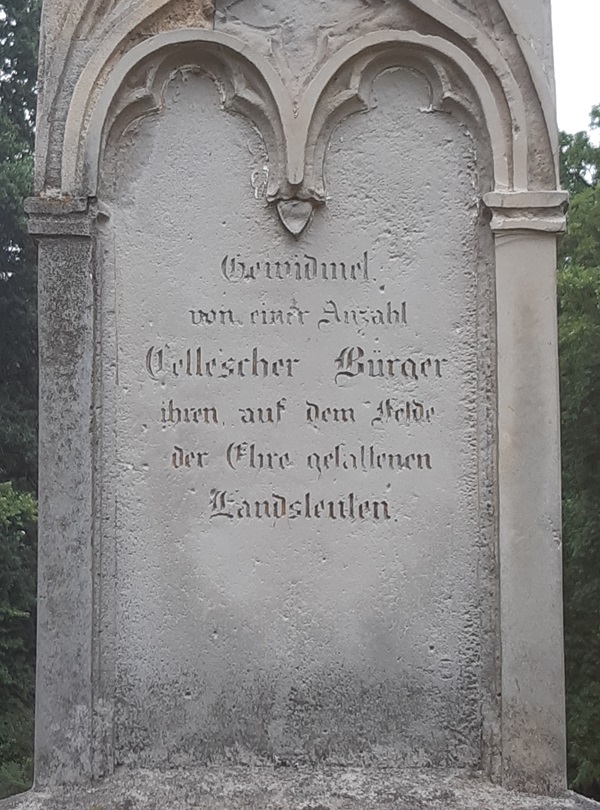 Gewidmet
von einer Anzahl
Cellescher Bürger
ihren, auf dem Felde
der Ehre gefallenen
Landsleuten.